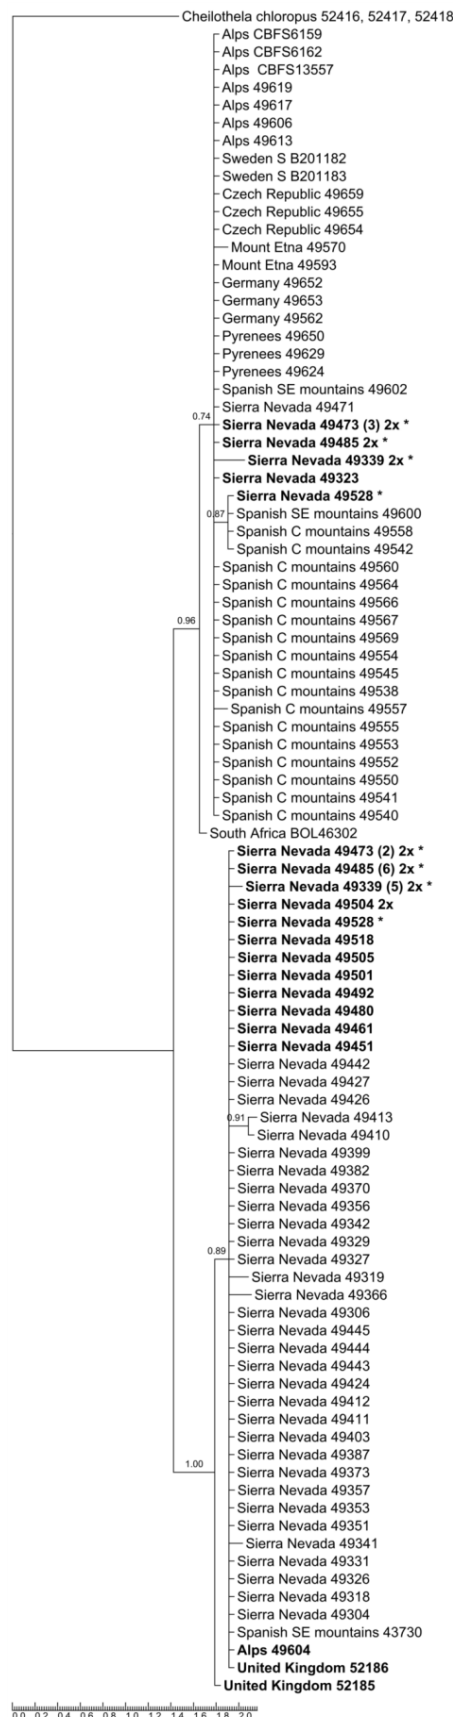 Cheilothela chloropus 52416, 52417, 52418
Alps CBFS6159
Alps CBFS6162
Alps CBFS13557
Alps 49619
Alps 49617
Alps 49606
Alps 49613
Sweden S B201182
Sweden S B201183
Czech Republic 49659
Czech Republic 49655
Czech Republic 49654
Mount Etna 49570
Mount Etna 49593
Germany 49652
Germany 49653
Germany 49562
Pyrenees 49650
Pyrenees 49629
Pyrenees 49624
Spanish SE mountains 49602
Sierra Nevada 49471
0.74
Sierra Nevada 49473 (3) 2x *
Sierra Nevada 49485 2x *
Sierra Nevada 49339 2x *
Sierra Nevada 49323
Sierra Nevada 49528 *
0.87
Spanish SE mountains 49600
Spanish C mountains 49558
Spanish C mountains 49542
Spanish C mountains 49560
Spanish C mountains 49564
Spanish C mountains 49566
Spanish C mountains 49567
0.96
Spanish C mountains 49569
Spanish C mountains 49554
Spanish C mountains 49545
Spanish C mountains 49538
Spanish C mountains 49557
Spanish C mountains 49555
Spanish C mountains 49553
Spanish C mountains 49552
Spanish C mountains 49550
Spanish C mountains 49541
Spanish C mountains 49540
South Africa BOL46302
Sierra Nevada 49473 (2) 2x *
Sierra Nevada 49485 (6) 2x *
Sierra Nevada 49339 (5) 2x *
Sierra Nevada 49504 2x
Sierra Nevada 49528 *
Sierra Nevada 49518
Sierra Nevada 49505
Sierra Nevada 49501
Sierra Nevada 49492
Sierra Nevada 49480
Sierra Nevada 49461
Sierra Nevada 49451
Sierra Nevada 49442
Sierra Nevada 49427
Sierra Nevada 49426
0.91
Sierra Nevada 49413
Sierra Nevada 49410
Sierra Nevada 49399
Sierra Nevada 49382
Sierra Nevada 49370
Sierra Nevada 49356
Sierra Nevada 49342
Sierra Nevada 49329
0.89
Sierra Nevada 49327
Sierra Nevada 49319
Sierra Nevada 49366
Sierra Nevada 49306
Sierra Nevada 49445
Sierra Nevada 49444
Sierra Nevada 49443
Sierra Nevada 49424
Sierra Nevada 49412
Sierra Nevada 49411
Sierra Nevada 49403
Sierra Nevada 49387
1.00
Sierra Nevada 49373
Sierra Nevada 49357
Sierra Nevada 49353
Sierra Nevada 49351
Sierra Nevada 49341
Sierra Nevada 49331
Sierra Nevada 49326
Sierra Nevada 49318
Sierra Nevada 49304
Spanish SE mountains 43730
Alps 49604
United Kingdom 52186
United Kingdom 52185
0.0 0.2 0.4 0.6 0.8 1.0 1.2 1.4 1.6 1.8 2.0